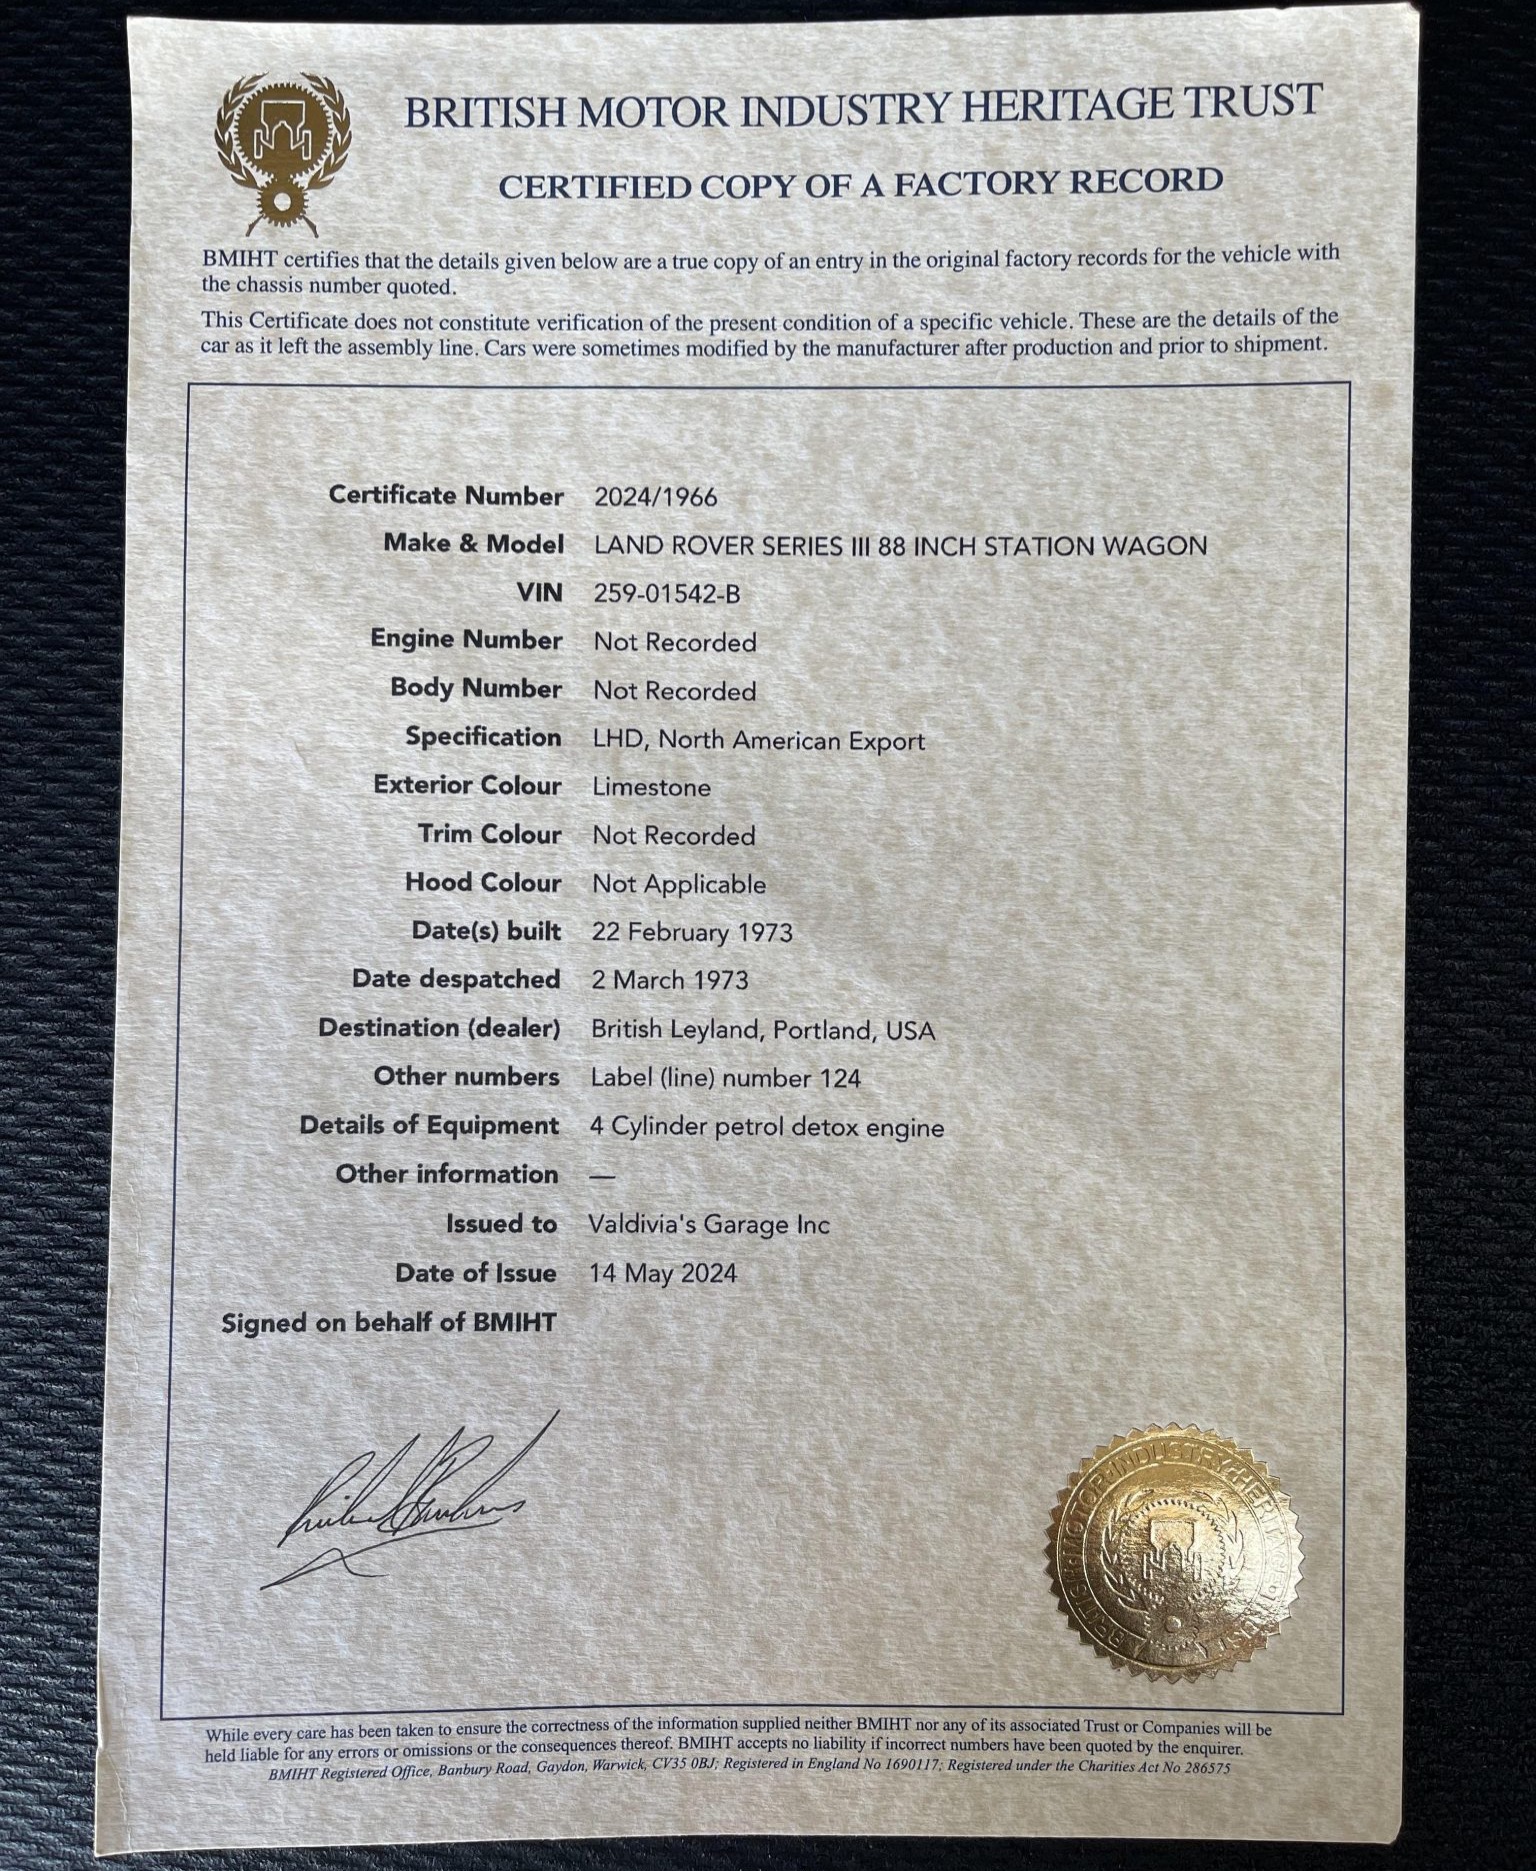 BRITISH MOTOR INDUSTRY HERITAGE TRUST
CERTIFIED COPY OF A FACTORY RECORD
BMIHT certifies that the details given below are a true copy of an entry in the original factory records for the vehicle with
the chassis number quoted.
This Certificate does not constitute verification of the present condition of a specific vehicle. These are the details of the
car as it left the assembly line. Cars were sometimes modified by the manufacturer after production and prior to shipment.
Certificate Number 2024/1966
Make & Model LAND ROVER SERIES III 88 INCH STATION WAGON
VIN 259-01542-B
Engine Number Not Recorded
Body Number Not Recorded
Specification LHD, North American Export
Exterior Colour Limestone
Trim Colour Not Recorded
Hood Colour Not Applicable
Date(s) built 22 February 1973
Date despatched 2 March 1973
Destination (dealer) British Leyland, Portland, USA
Other numbers Label (line) number 124
Details of Equipment 4 Cylinder petrol detox engine
Other information —
Issued to Valdivia's Garage Inc
Date of Issue 14 May 2024
Signed on behalf of BMIHT
BRITISH MOTOR INDUSTRY HERITAGE TRUST
While every care has been taken to ensure the correctness of the information supplied neither BMIHT nor any of its associated Trust or Companies will be
held liable for any errors or omissions or the consequences thereof. BMIHT accepts no liability if incorrect numbers have been quoted by the enquirer.
BMIHT Registered Office, Banbury Road, Gaydon, Warwick, CV35 0BJ; Registered in England No 1690117; Registered under the Charities Act No 286575